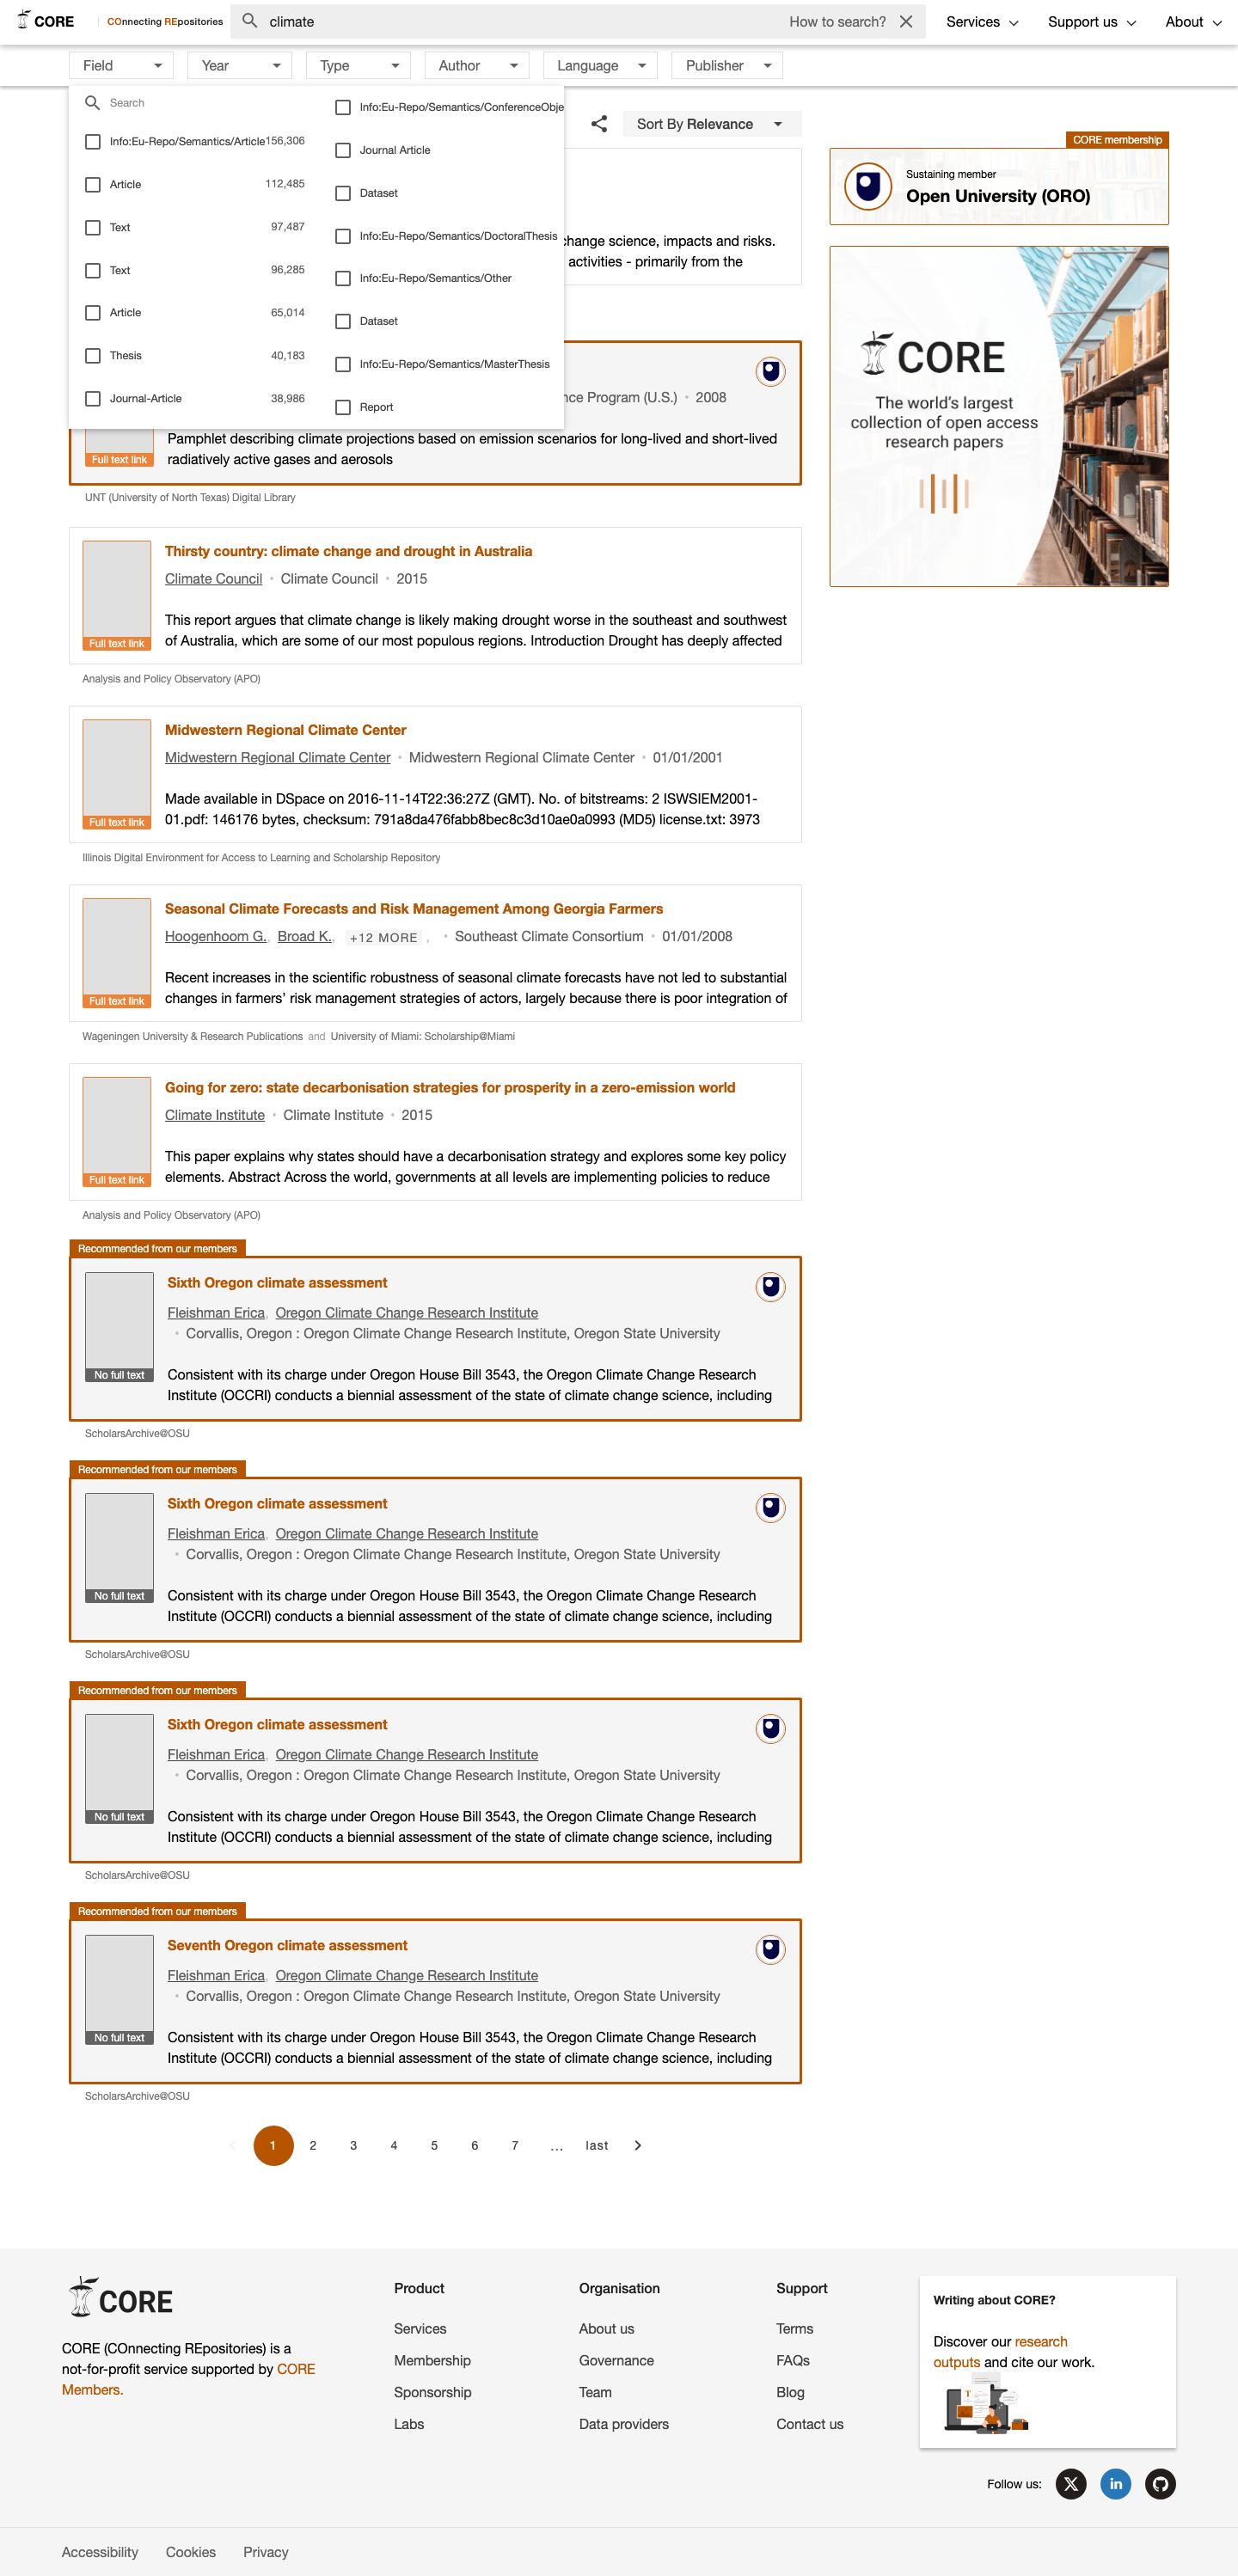 CORE
COnnecting REpositories
climate
How to search?
Services
Support us
About
Field
Year
Type
Author
Language
Publisher
Search
Info:Eu-Repo/Semantics/Article 156,306
Article 112,485
Text 97,487
Text 96,285
Article 65,014
Thesis 40,183
Journal-Article 38,986
Info:Eu-Repo/Semantics/ConferenceObje
Journal Article
Dataset
Info:Eu-Repo/Semantics/DoctoralThesis
Info:Eu-Repo/Semantics/Other
Dataset
Info:Eu-Repo/Semantics/MasterThesis
Report
Sort By Relevance
change science, impacts and risks.
activities - primarily from the
CORE membership
Sustaining member
Open University (ORO)
CORE
The world's largest
collection of open access
research papers
nce Program (U.S.) • 2008
Pamphlet describing climate projections based on emission scenarios for long-lived and short-lived
radiatively active gases and aerosols
Full text link
UNT (University of North Texas) Digital Library
Thirsty country: climate change and drought in Australia
Climate Council • Climate Council • 2015
This report argues that climate change is likely making drought worse in the southeast and southwest
of Australia, which are some of our most populous regions. Introduction Drought has deeply affected
Full text link
Analysis and Policy Observatory (APO)
Midwestern Regional Climate Center
Midwestern Regional Climate Center • Midwestern Regional Climate Center • 01/01/2001
Made available in DSpace on 2016-11-14T22:36:27Z (GMT). No. of bitstreams: 2 ISWSIEM2001-
01.pdf: 146176 bytes, checksum: 791a8da476fabb8bec8c3d10ae0a0993 (MD5) license.txt: 3973
Full text link
Illinois Digital Environment for Access to Learning and Scholarship Repository
Seasonal Climate Forecasts and Risk Management Among Georgia Farmers
Hoogenhoom G., Broad K., +12 MORE , • Southeast Climate Consortium • 01/01/2008
Recent increases in the scientific robustness of seasonal climate forecasts have not led to substantial
changes in farmers’ risk management strategies of actors, largely because there is poor integration of
Full text link
Wageningen University & Research Publications and University of Miami: Scholarship@Miami
Going for zero: state decarbonisation strategies for prosperity in a zero-emission world
Climate Institute • Climate Institute • 2015
This paper explains why states should have a decarbonisation strategy and explores some key policy
elements. Abstract Across the world, governments at all levels are implementing policies to reduce
Full text link
Analysis and Policy Observatory (APO)
Recommended from our members
Sixth Oregon climate assessment
Fleishman Erica, Oregon Climate Change Research Institute
• Corvallis, Oregon : Oregon Climate Change Research Institute, Oregon State University
Consistent with its charge under Oregon House Bill 3543, the Oregon Climate Change Research
Institute (OCCRI) conducts a biennial assessment of the state of climate change science, including
No full text
ScholarsArchive@OSU
Recommended from our members
Sixth Oregon climate assessment
Fleishman Erica, Oregon Climate Change Research Institute
• Corvallis, Oregon : Oregon Climate Change Research Institute, Oregon State University
Consistent with its charge under Oregon House Bill 3543, the Oregon Climate Change Research
Institute (OCCRI) conducts a biennial assessment of the state of climate change science, including
No full text
ScholarsArchive@OSU
Recommended from our members
Sixth Oregon climate assessment
Fleishman Erica, Oregon Climate Change Research Institute
• Corvallis, Oregon : Oregon Climate Change Research Institute, Oregon State University
Consistent with its charge under Oregon House Bill 3543, the Oregon Climate Change Research
Institute (OCCRI) conducts a biennial assessment of the state of climate change science, including
No full text
ScholarsArchive@OSU
Recommended from our members
Seventh Oregon climate assessment
Fleishman Erica, Oregon Climate Change Research Institute
• Corvallis, Oregon : Oregon Climate Change Research Institute, Oregon State University
Consistent with its charge under Oregon House Bill 3543, the Oregon Climate Change Research
Institute (OCCRI) conducts a biennial assessment of the state of climate change science, including
No full text
ScholarsArchive@OSU
1 2 3 4 5 6 7 ... last
CORE
CORE (COnnecting REpositories) is a
not-for-profit service supported by CORE
Members.
Product
Services
Membership
Sponsorship
Labs
Organisation
About us
Governance
Team
Data providers
Support
Terms
FAQs
Blog
Contact us
Writing about CORE?
Discover our research
outputs and cite our work.
Follow us:
Accessibility
Cookies
Privacy